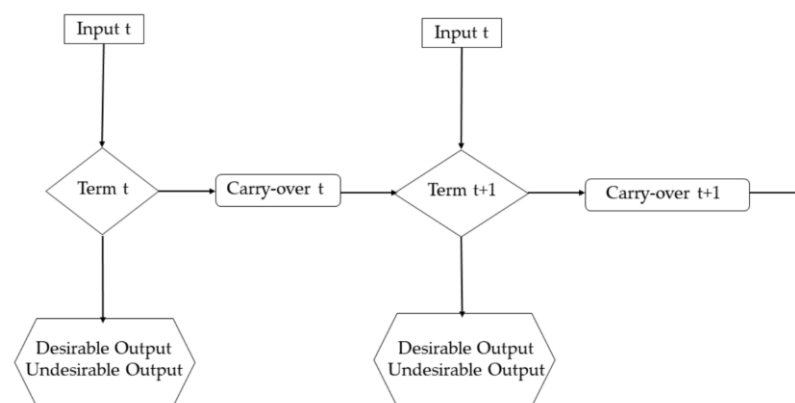 Input t
Input t
Term t
Carry-over t
Term t+1
Carry-over t+1
Desirable Output
Undesirable Output
Desirable Output
Undesirable Output